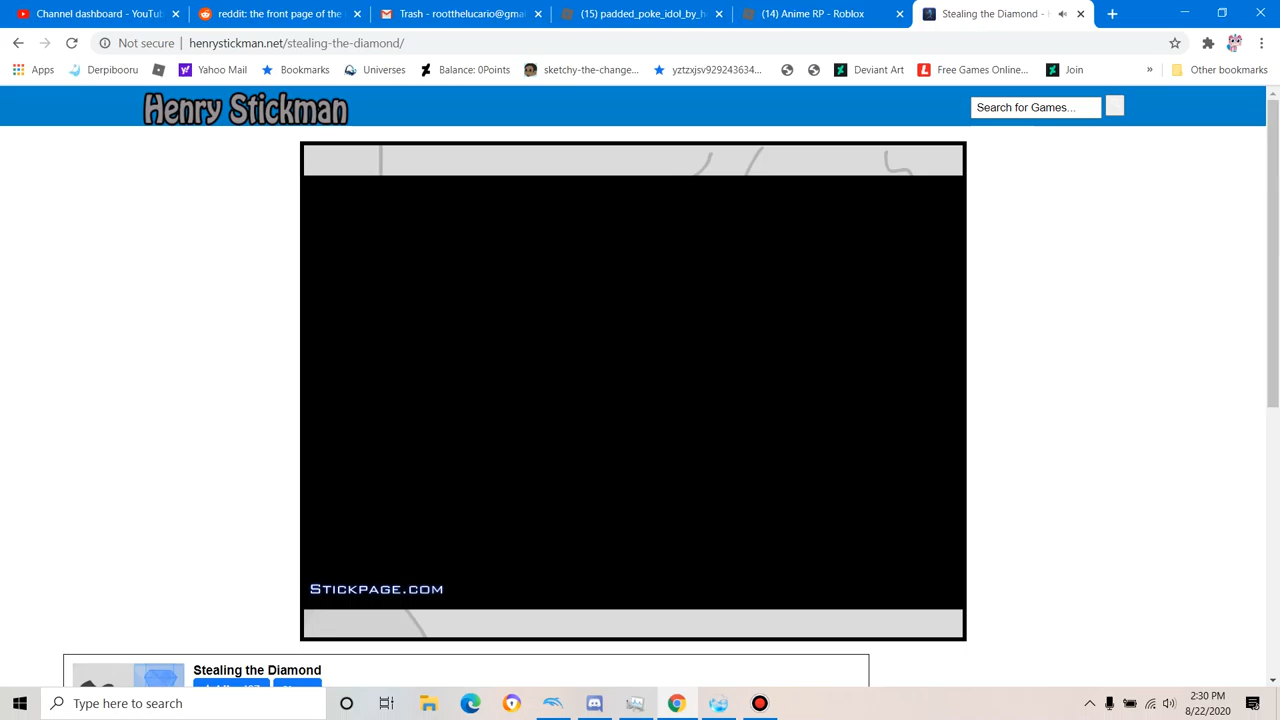 Channel dashboard - YouTu
reddit: the front page of the
Trash - rootthelucario@gma
(15) padded_poke_idol_by_h
(14) Anime RP - Roblox
Stealing the Diamond -
Not secure | henrystickman.net/stealing-the-diamond/
Apps
Derpibooru
Yahoo Mail
Bookmarks
Universes
Balance: 0Points
sketchy-the-change...
yztzxjsv929243634...
Deviant Art
Free Games Online...
Join
»
Other bookmarks
Henry Stickman
Search for Games...
Stickpage.com
Stealing the Diamond
Type here to search
2:30 PM
8/22/2020